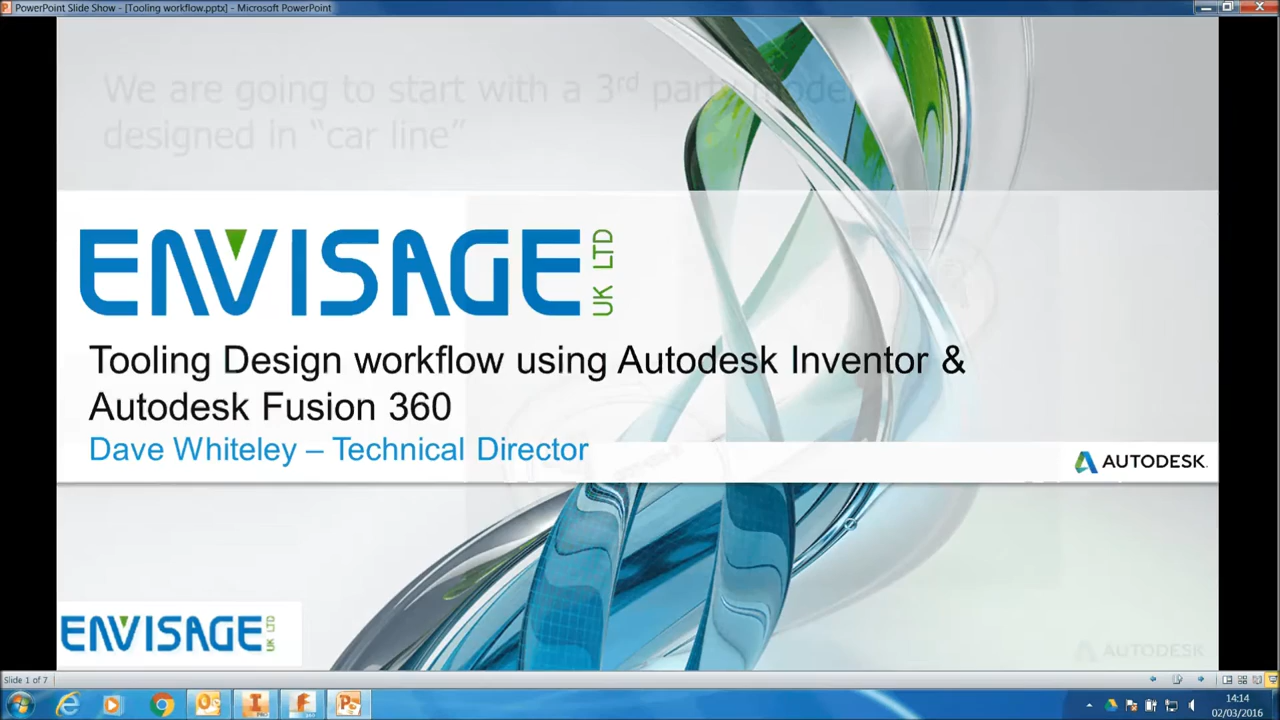 PowerPoint Slide Show - [Tooling workflow.pptx] - Microsoft PowerPoint
We are going to start with a 3rd party model
designed in “car line”
ENVISAGE UK LTD
Tooling Design workflow using Autodesk Inventor &
Autodesk Fusion 360
Dave Whiteley – Technical Director
AUTODESK.
ENVISAGE UK LTD
AUTODESK.
Slide 1 of 7
14:14
02/03/2016